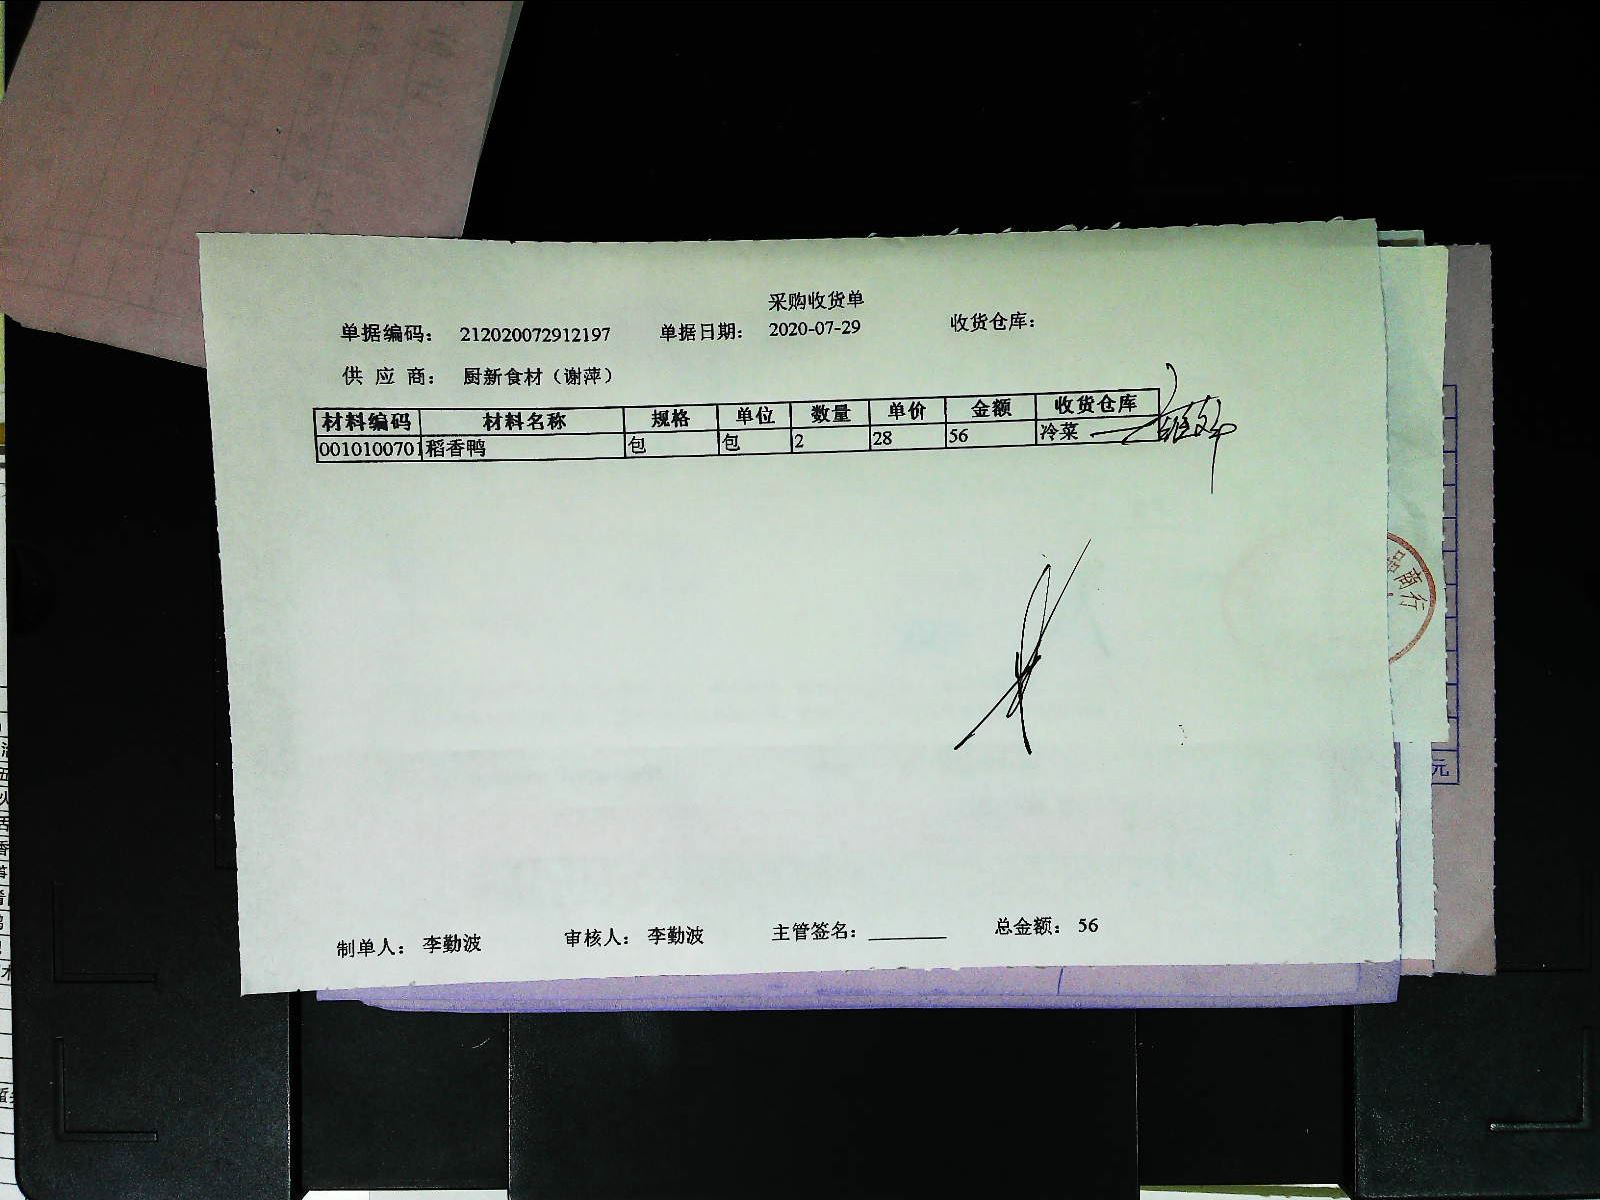 采购收货单
单据编码： 212020072912197 单据日期： 2020-07-29 收货仓库：
供 应 商： 厨新食材（谢萍）
材料编码 材料名称 规格 单位 数量 单价 金额 收货仓库
0010100701 稻香鸭 包 包 2 28 56 冷菜
品商行
元
制单人： 李勤波 审核人： 李勤波 主管签名： 总金额： 56